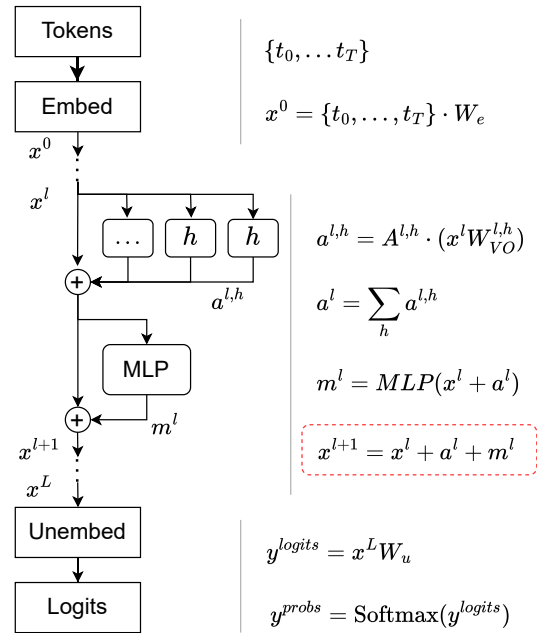 Tokens
{t_0, … t_T}
Embed
x^0 = {t_0, …, t_T} · W_e
x^0
⋮
x^l
…
h
h
a^{l,h} = A^{l,h} · (x^l W_{VO}^{l,h})
+
a^{l,h}
a^l = ∑_h a^{l,h}
MLP
m^l = MLP(x^l + a^l)
+
m^l
x^{l+1}
x^{l+1} = x^l + a^l + m^l
⋮
x^L
Unembed
y^{logits} = x^L W_u
Logits
y^{probs} = Softmax(y^{logits})